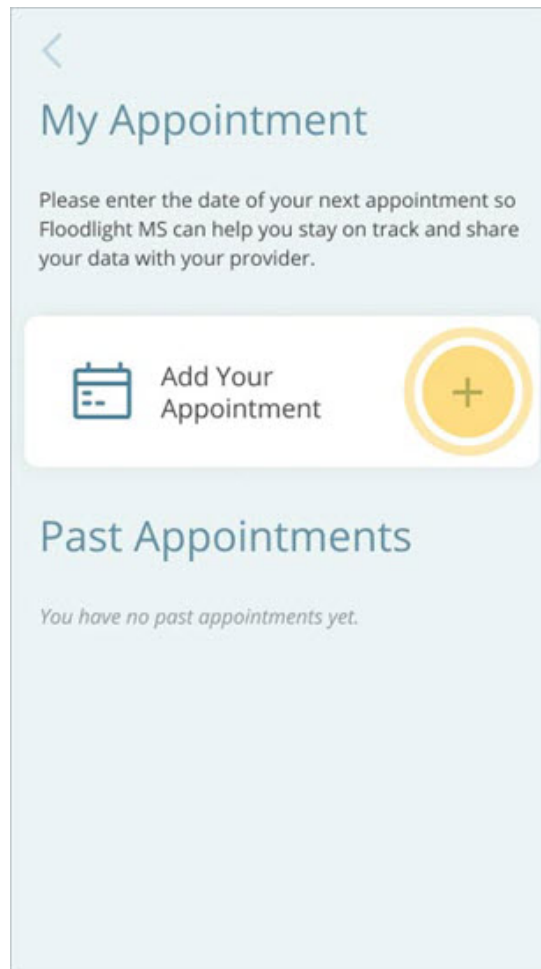 My Appointment
Please enter the date of your next appointment so
Floodlight MS can help you stay on track and share
your data with your provider.
Add Your
Appointment
+
Past Appointments
You have no past appointments yet.